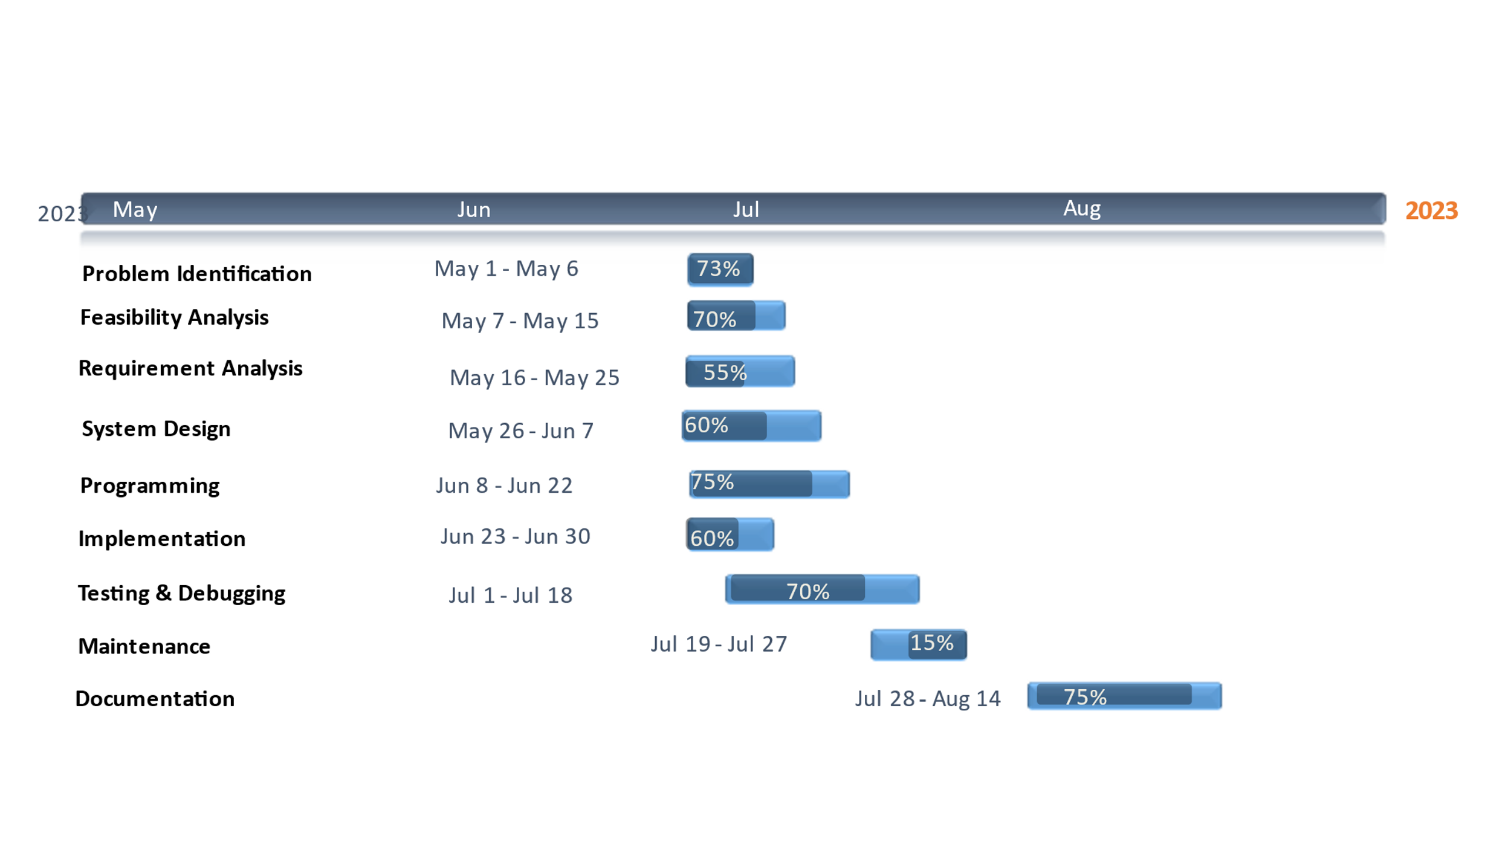 2023 May Jun Jul Aug 2023
Problem Identification May 1 - May 6 73%
Feasibility Analysis May 7 - May 15 70%
Requirement Analysis May 16 - May 25 55%
System Design May 26 - Jun 7 60%
Programming Jun 8 - Jun 22 75%
Implementation Jun 23 - Jun 30 60%
Testing & Debugging Jul 1 - Jul 18 70%
Maintenance Jul 19 - Jul 27 15%
Documentation Jul 28 - Aug 14 75%